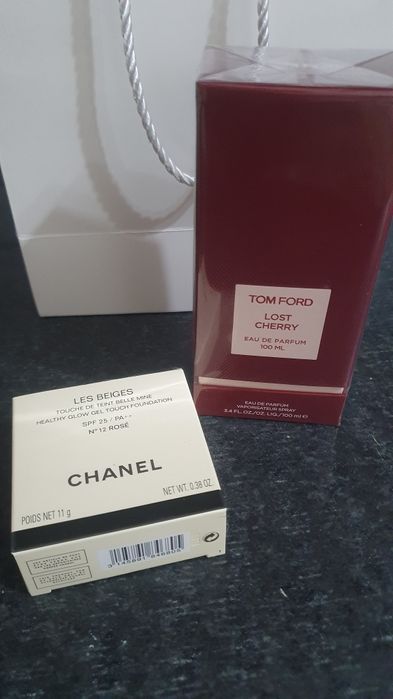 TOM FORD
LOST
CHERRY
EAU DE PARFUM
100 ML
EAU DE PARFUM
VAPORISATEUR SPRAY
3.4 FL.OZ./OZ. LIQ./100 ml ℮
LES BEIGES
TOUCHE DE TEINT BELLE MINE
HEALTHY GLOW GEL TOUCH FOUNDATION
SPF 25 / PA++
N°12 ROSÉ
CHANEL
POIDS NET 11 g
NET WT. 0.38 OZ.